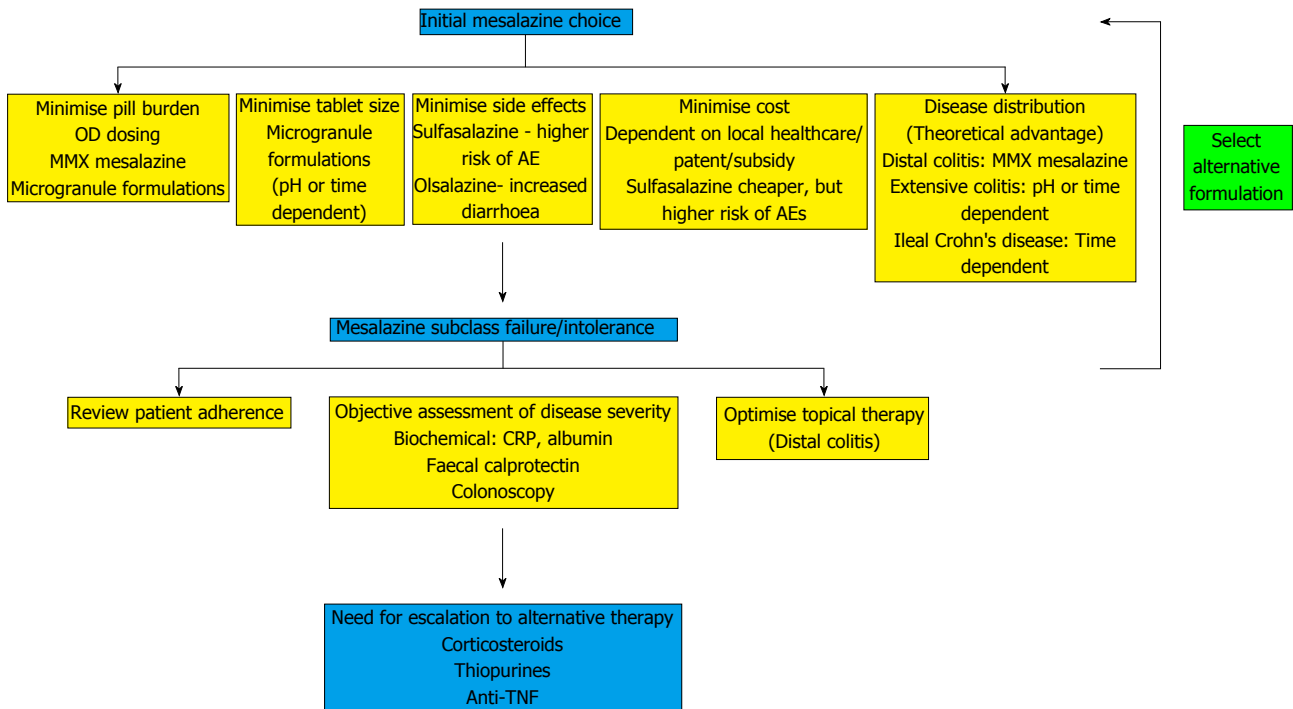 Initial mesalazine choice
Minimise pill burden
OD dosing
MMX mesalazine
Microgranule formulations
Minimise tablet size
Microgranule
formulations
(pH or time
dependent)
Minimise side effects
Sulfasalazine - higher
risk of AE
Olsalazine- increased
diarrhoea
Minimise cost
Dependent on local healthcare/
patent/subsidy
Sulfasalazine cheaper, but
higher risk of AEs
Disease distribution
(Theoretical advantage)
Distal colitis: MMX mesalazine
Extensive colitis: pH or time
dependent
Ileal Crohn's disease: Time
dependent
Select
alternative
formulation
Mesalazine subclass failure/intolerance
Review patient adherence
Objective assessment of disease severity
Biochemical: CRP, albumin
Faecal calprotectin
Colonoscopy
Optimise topical therapy
(Distal colitis)
Need for escalation to alternative therapy
Corticosteroids
Thiopurines
Anti-TNF